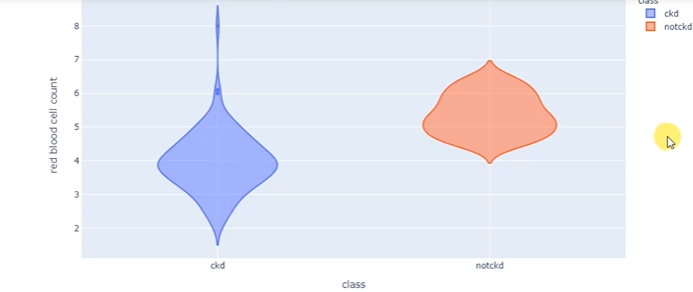 class
ckd
notckd
8
7
6
5
4
3
2
red blood cell count
ckd
notckd
class